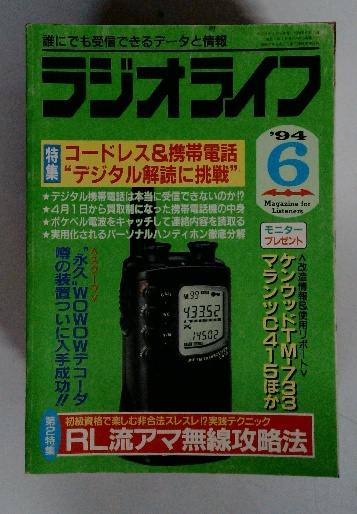 誰にでも受信できるデータと情報
ラジオライフ
'94
6
Magazine for
Listeners
特集
コードレス&携帯電話
“デジタル解読に挑戦”
★デジタル携帯電話は本当に受信できないのか!?
★4月1日から買取制になった携帯電話機の中身
★ポケベル電波をキャッチして連絡内容を読取る
★実用化されるパーソナルハンディホン徹底分解
モニター
プレゼント
<改造情報&使用リポート>
ケンウッドTM-733
マランツC415ほか
<スクープ>
“永久”WOWOWデコーダ
噂の装置ついに入手成功!!
433.52
145.02
第2特集
初級資格で楽しむ非合法スレスレ!?実践テクニック
RL流アマ無線攻略法